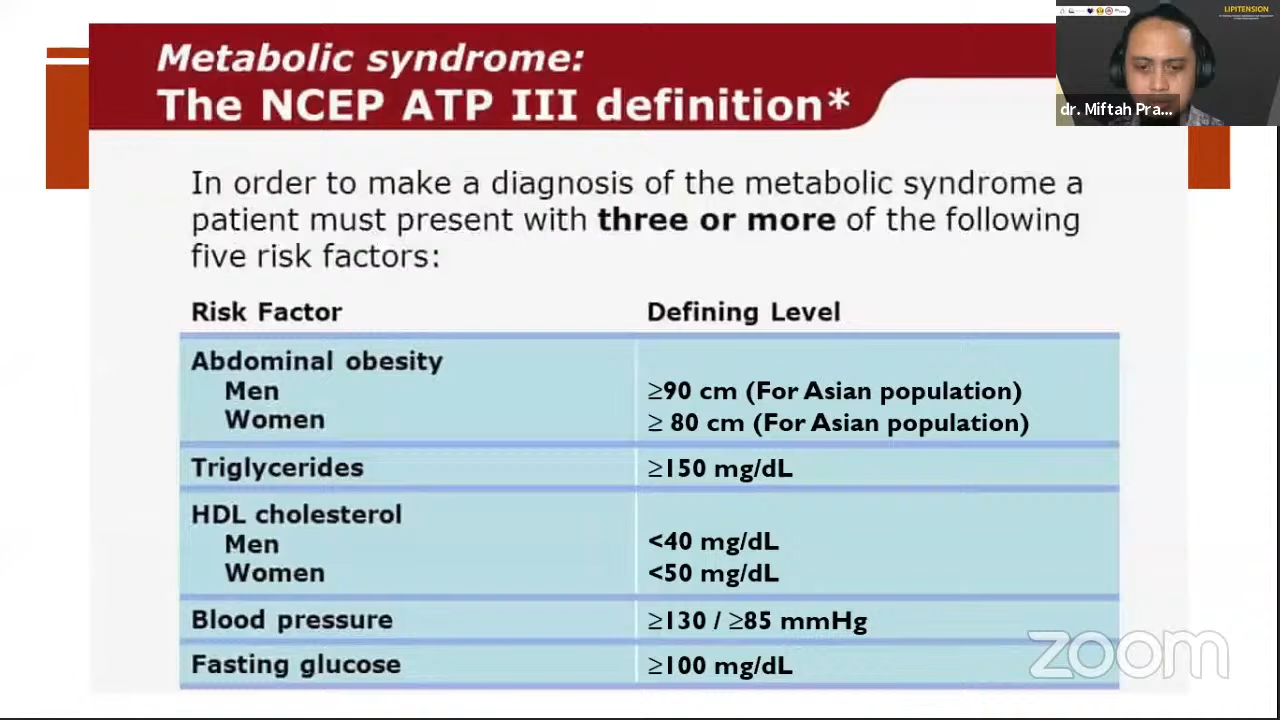 LIPITENSION
dr. Miftah Pra...
Metabolic syndrome:
The NCEP ATP III definition*
In order to make a diagnosis of the metabolic syndrome a
patient must present with three or more of the following
five risk factors:
Risk Factor Defining Level
Abdominal obesity
Men ≥90 cm (For Asian population)
Women ≥ 80 cm (For Asian population)
Triglycerides ≥150 mg/dL
HDL cholesterol
Men <40 mg/dL
Women <50 mg/dL
Blood pressure ≥130 / ≥85 mmHg
Fasting glucose ≥100 mg/dL
zoom